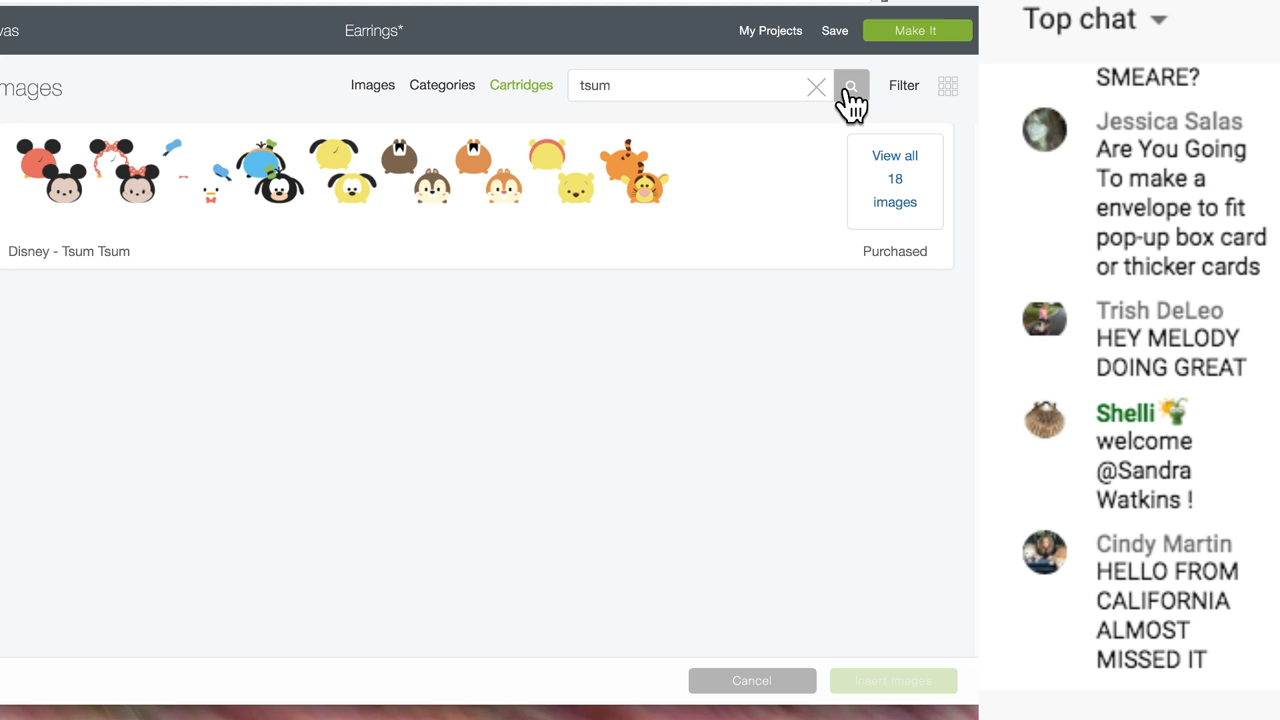 vas
Earrings*
My Projects
Save
Make It
mages
Images
Categories
Cartridges
tsum
Filter
View all
18
images
Disney - Tsum Tsum
Purchased
Cancel
Insert Images
Top chat
SMEARE?
Jessica Salas
Are You Going
To make a
envelope to fit
pop-up box card
or thicker cards
Trish DeLeo
HEY MELODY
DOING GREAT
Shelli
welcome
@Sandra
Watkins !
Cindy Martin
HELLO FROM
CALIFORNIA
ALMOST
MISSED IT